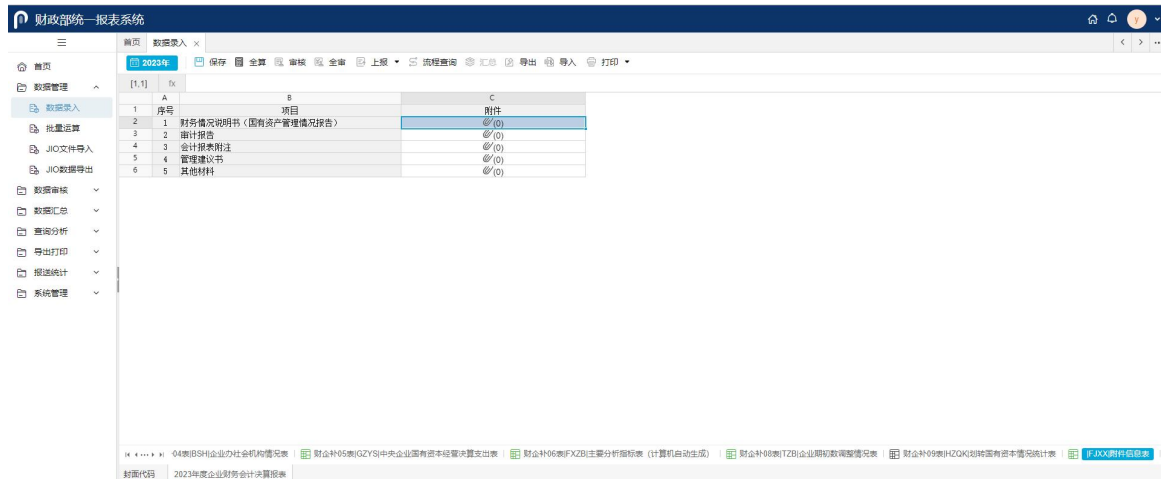 财政部统一报表系统
y
首页 数据录入 ×
首页
数据管理
数据录入
批量运算
JIO文件导入
JIO数据导出
数据审核
数据汇总
查询分析
导出打印
报送统计
系统管理
2023年 保存 全算 审核 全审 上报 流程查询 汇总 导出 导入 打印
[1,1] fx
A B C
1 序号 项目 附件
2 1 财务情况说明书（国有资产管理情况报告） (0)
3 2 审计报告 (0)
4 3 会计报表附注 (0)
5 4 管理建议书 (0)
6 5 其他材料 (0)
04表|BSH|企业办社会机构情况表 财企补05表|GZYS|中央企业国有资本经营决算支出表 财企补06表|FXZB|主要分析指标表（计算机自动生成） 财企补08表|TZB|企业期初数调整情况表 财企补09表|HZQK|划转国有资本情况统计表 |FJXX|附件信息表
封面代码 2023年度企业财务会计决算报表